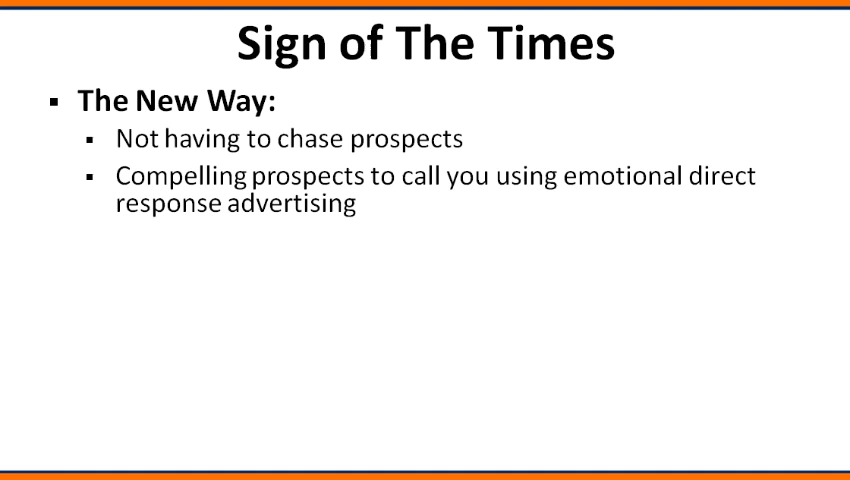 Sign of The Times
▪ The New Way:
▪ Not having to chase prospects
▪ Compelling prospects to call you using emotional direct
response advertising